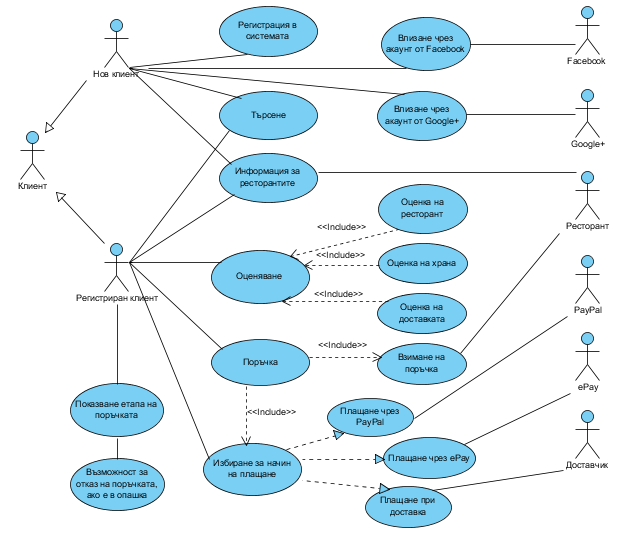 Регистрация в
системата
Влизане чрез
акаунт от Facebook
Facebook
Нов клиент
Търсене
Влизане чрез
акаунт от Google+
Google+
Клиент
Информация за
ресторантите
Оценка на
ресторант
Ресторант
<<Include>>
Оценяване
<<Include>>
Оценка на храна
Регистриран клиент
<<Include>>
Оценка на
доставката
PayPal
Поръчка
<<Include>>
Взимане на
поръчка
ePay
Показване етапа на
поръчката
<<Include>>
Плащане чрез
PayPal
Доставчик
Избиране за начин
на плащане
Плащане чрез ePay
Възможност за
отказ на поръчката,
ако е в опашка
Плащане при
доставка